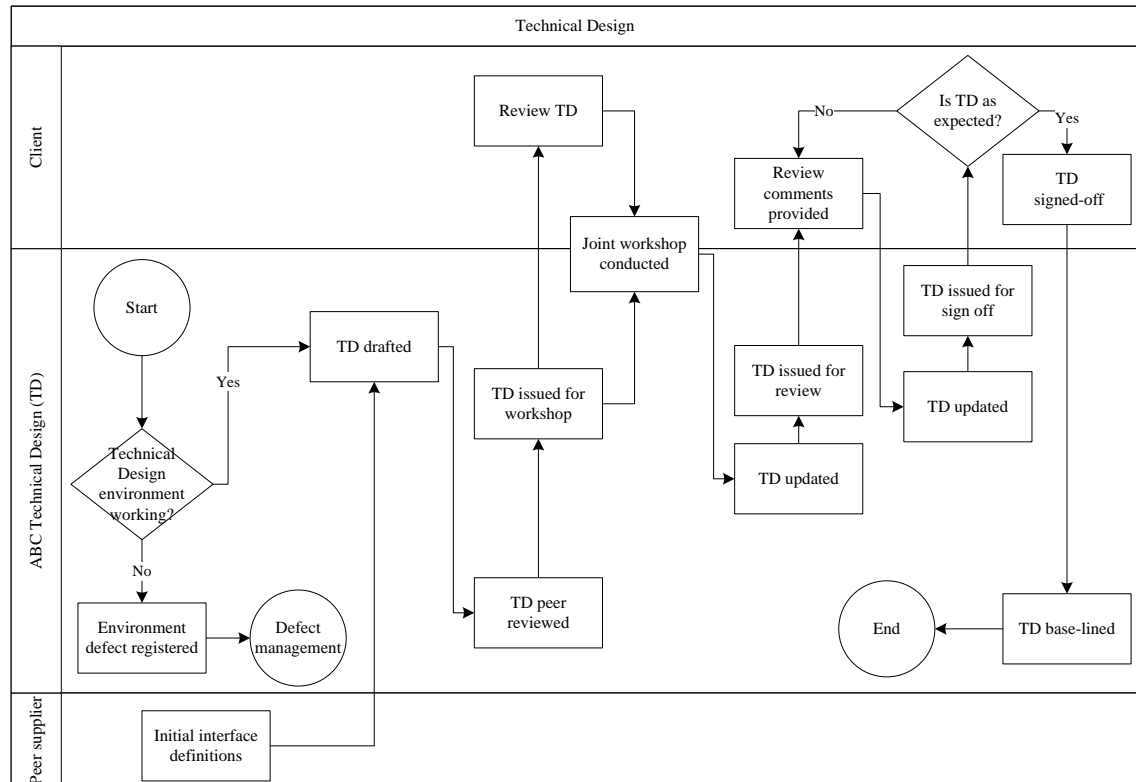 Technical Design
Client
Review TD
Is TD as
expected?
No
Yes
Review
comments
provided
TD
signed-off
Joint workshop
conducted
ABC Technical Design (TD)
Start
TD drafted
Yes
TD issued for
workshop
TD issued for
review
TD issued for
sign off
TD updated
TD updated
Technical
Design
environment
working?
No
Environment
defect registered
Defect
management
TD peer
reviewed
End
TD base-lined
Peer supplier
Initial interface
definitions